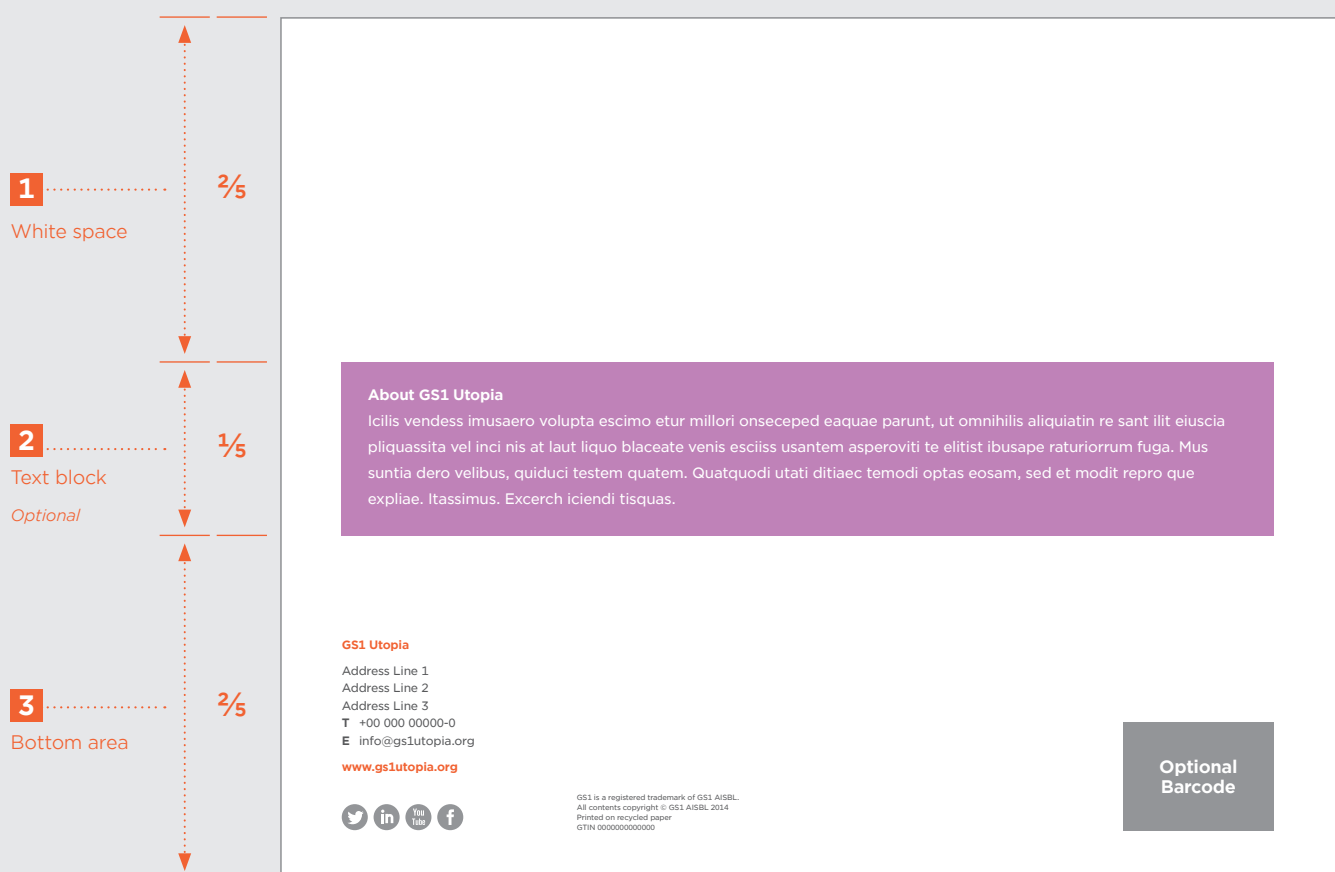 1
⅖
White space
2
⅕
Text block
Optional
3
⅖
Bottom area
About GS1 Utopia
Icilis vendess imusaero volupta escimo etur millori onseceped eaquae parunt, ut omnihilis aliquiatin re sant ilit eiuscia
pliquassita vel inci nis at laut liquo blaceate venis esciiss usantem asperoviti te elitist ibusape raturiorrum fuga. Mus
suntia dero velibus, quiduci testem quatem. Quatquodi utati ditiaec temodi optas eosam, sed et modit repro que
expliae. Itassimus. Excerch iciendi tisquas.
GS1 Utopia
Address Line 1
Address Line 2
Address Line 3
T +00 000 00000-0
E info@gs1utopia.org
www.gs1utopia.org
in
You
Tube
f
GS1 is a registered trademark of GS1 AISBL.
All contents copyright © GS1 AISBL 2014
Printed on recycled paper
GTIN 0000000000000
Optional
Barcode